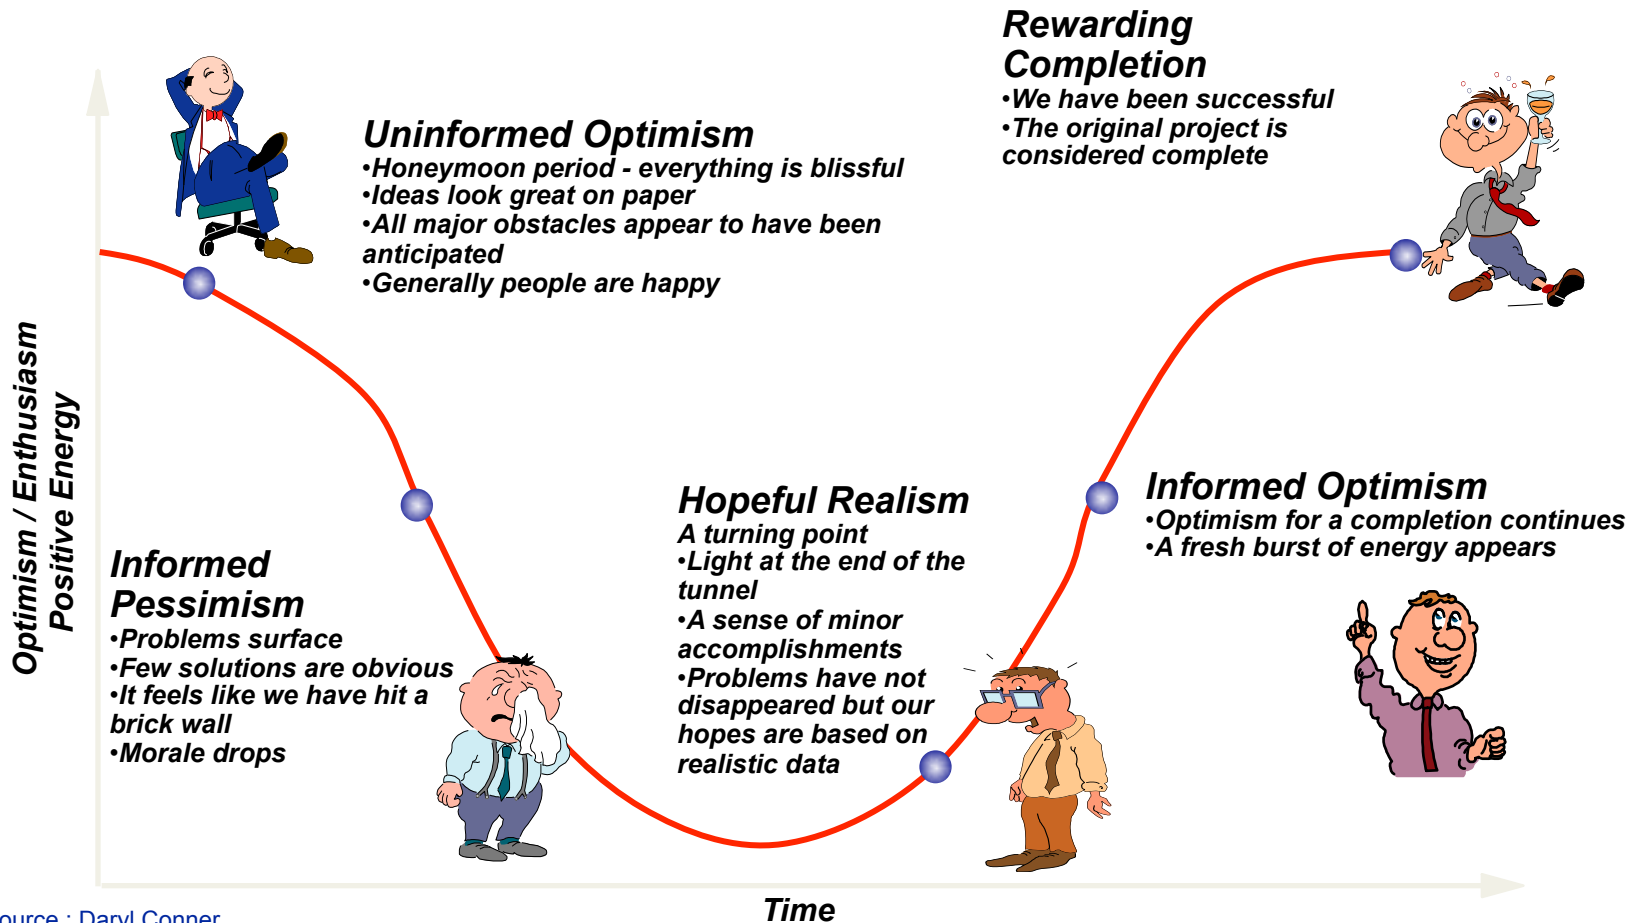 Rewarding
Completion
•We have been successful
•The original project is
considered complete
Uninformed Optimism
•Honeymoon period - everything is blissful
•Ideas look great on paper
•All major obstacles appear to have been
anticipated
•Generally people are happy
Optimism / Enthusiasm
Positive Energy
Informed
Pessimism
•Problems surface
•Few solutions are obvious
•It feels like we have hit a
brick wall
•Morale drops
Hopeful Realism
A turning point
•Light at the end of the
tunnel
•A sense of minor
accomplishments
•Problems have not
disappeared but our
hopes are based on
realistic data
Informed Optimism
•Optimism for a completion continues
•A fresh burst of energy appears
Time
ource : Daryl Conner